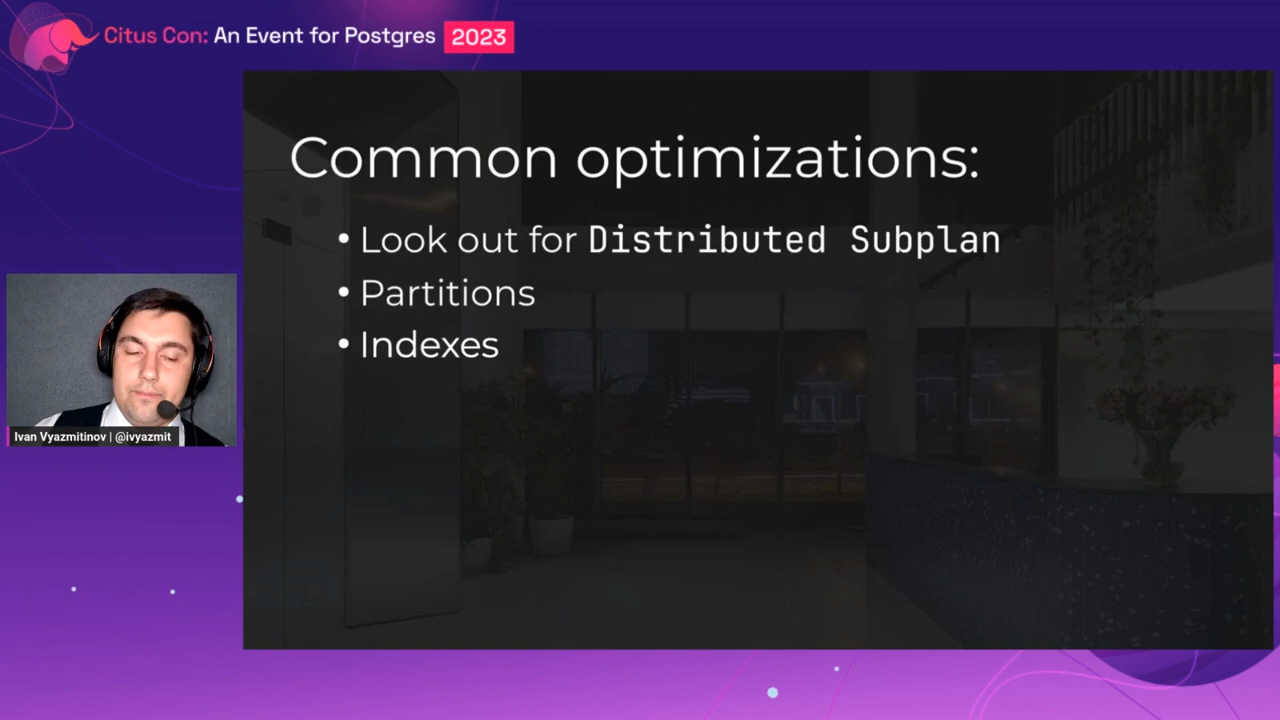 Citus Con: An Event for Postgres 2023
Common optimizations:
• Look out for Distributed Subplan
• Partitions
• Indexes
Ivan Vyazmitinov | @ivyazmit